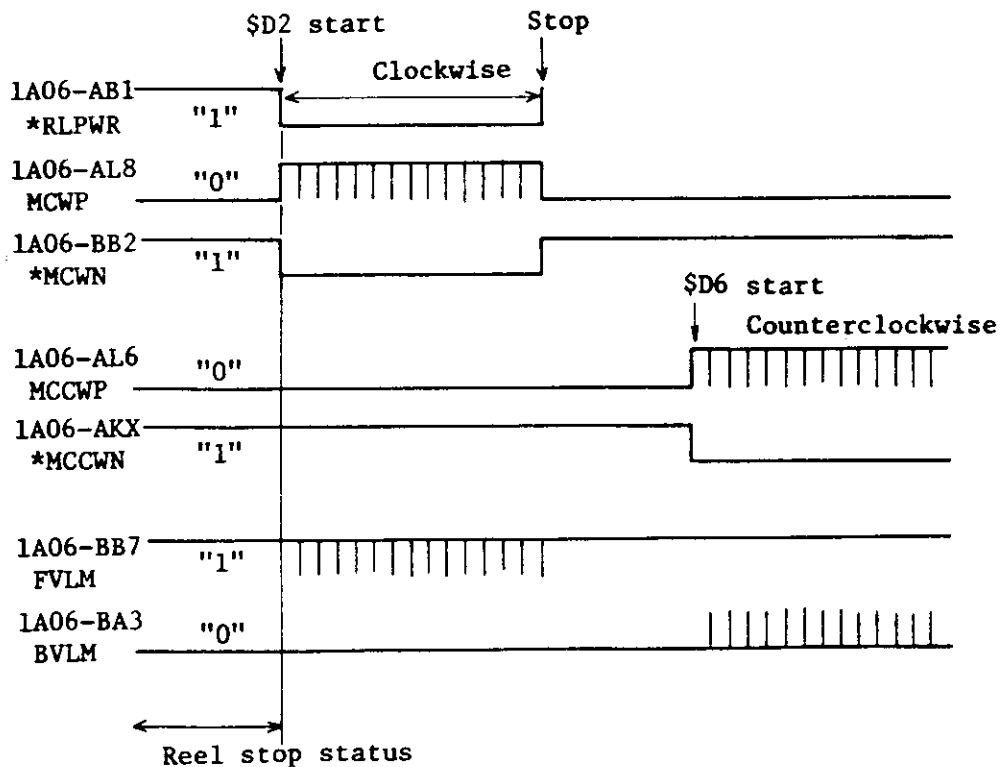 $D2 start Stop
Clockwise
1A06-AB1
*RLPWR "1"
1A06-AL8
MCWP "0"
1A06-BB2
*MCWN "1"
$D6 start
Counterclockwise
1A06-AL6
MCCWP "0"
1A06-AKX
*MCCWN "1"
1A06-BB7
FVLM "1"
1A06-BA3
BVLM "0"
Reel stop status